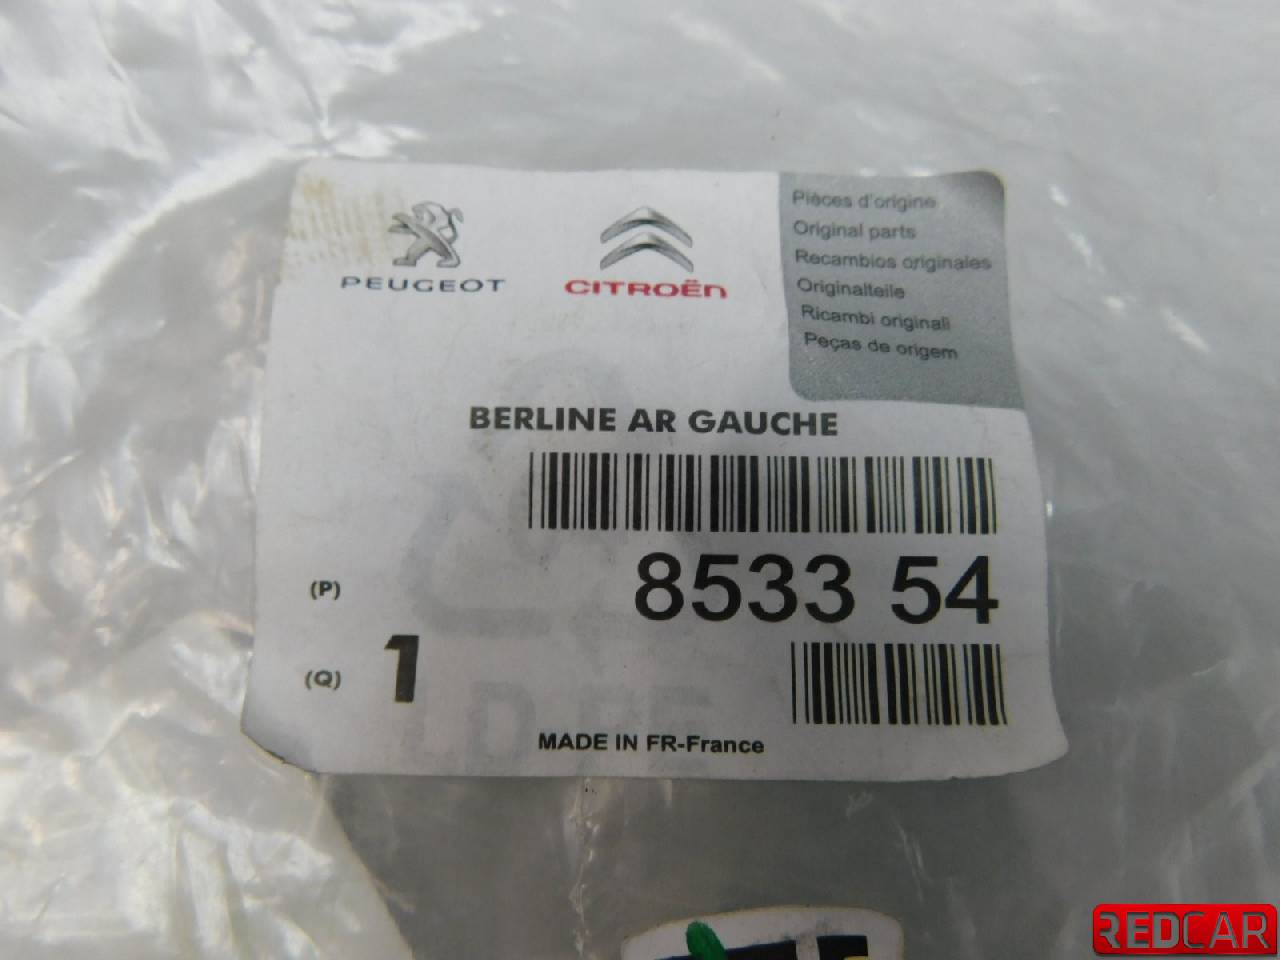 PEUGEOT
CITROËN
Pièces d'origine
Original parts
Recambios originales
Originalteile
Ricambi originali
Peças de origem
BERLINE AR GAUCHE
(P)
8533 54
(Q)
1
MADE IN FR-France
REDCAR